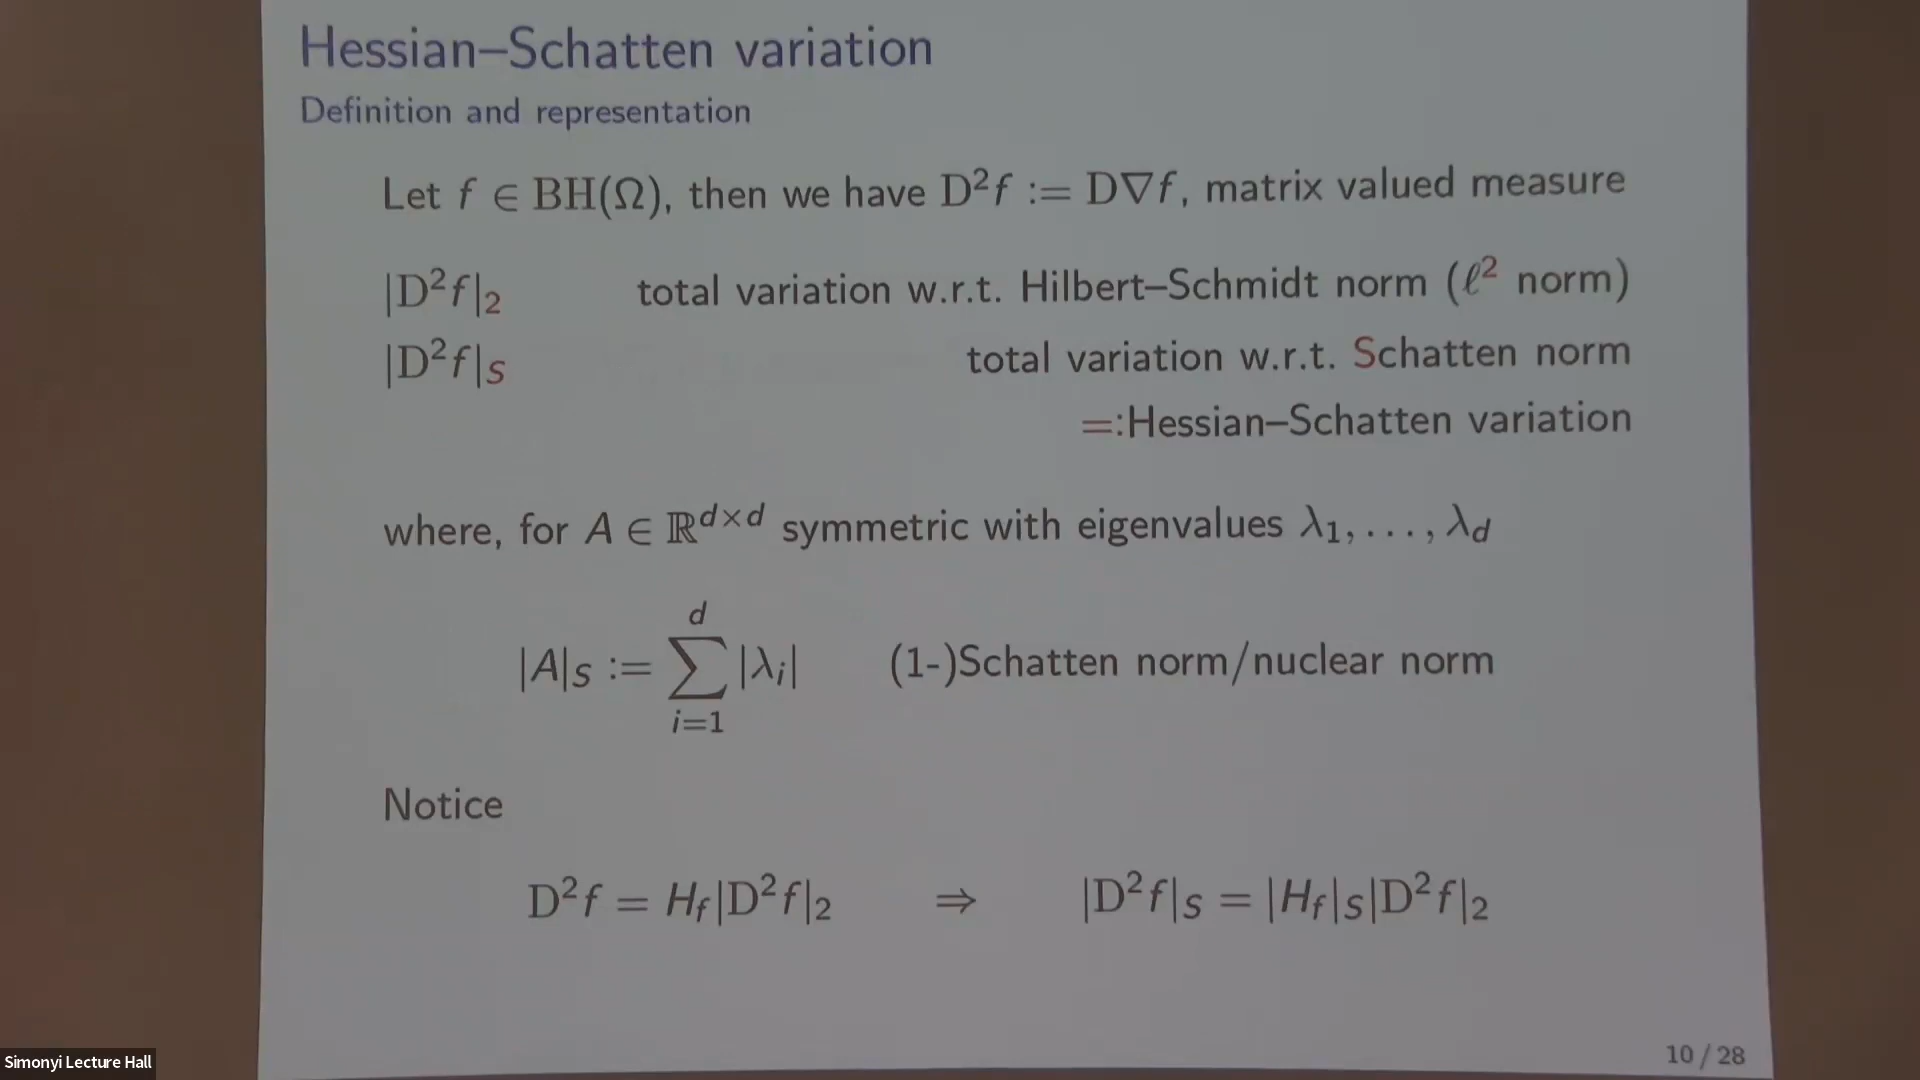 Hessian–Schatten variation
Definition and representation
Let f ∈ BH(Ω), then we have D²f := D∇f, matrix valued measure
|D²f|₂ total variation w.r.t. Hilbert–Schmidt norm (ℓ² norm)
|D²f|_S total variation w.r.t. Schatten norm
=:Hessian–Schatten variation
where, for A ∈ ℝ^{d×d} symmetric with eigenvalues λ₁, . . . , λ_d
|A|_S := ∑_{i=1}^{d} |λ_i| (1-)Schatten norm/nuclear norm
Notice
D²f = H_f|D²f|₂ ⇒ |D²f|_S = |H_f|_S|D²f|₂
10 / 28
Simonyi Lecture Hall